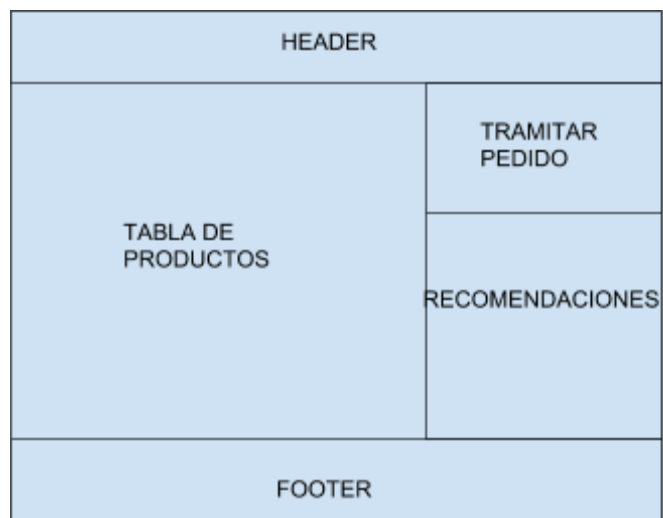 HEADER
TRAMITAR
PEDIDO
TABLA DE
PRODUCTOS
RECOMENDACIONES
FOOTER